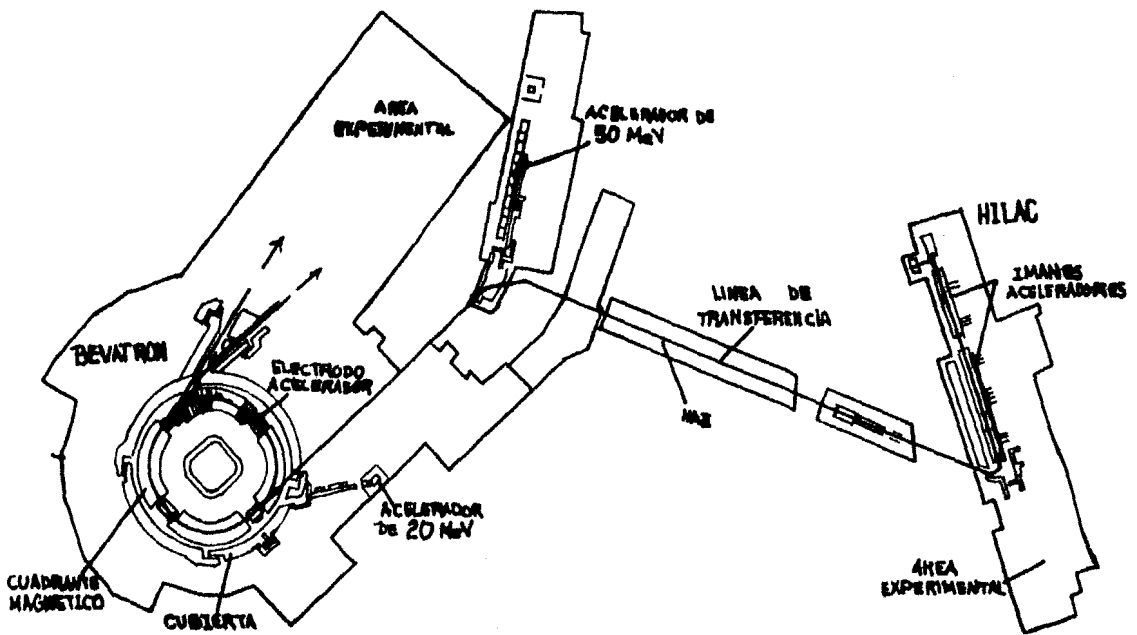 AREA
EXPERIMENTAL
ACELERADOR DE
50 MeV
HILAC
IMANES
ACELERADORES
LINEA DE
TRANSFERENCIA
BEVATRON
ELECTRODO
ACELERADOR
HAZ
ACELERADOR
DE 20 MeV
CUADRANTE
MAGNETICO
CUBIERTA
AREA
EXPERIMENTAL